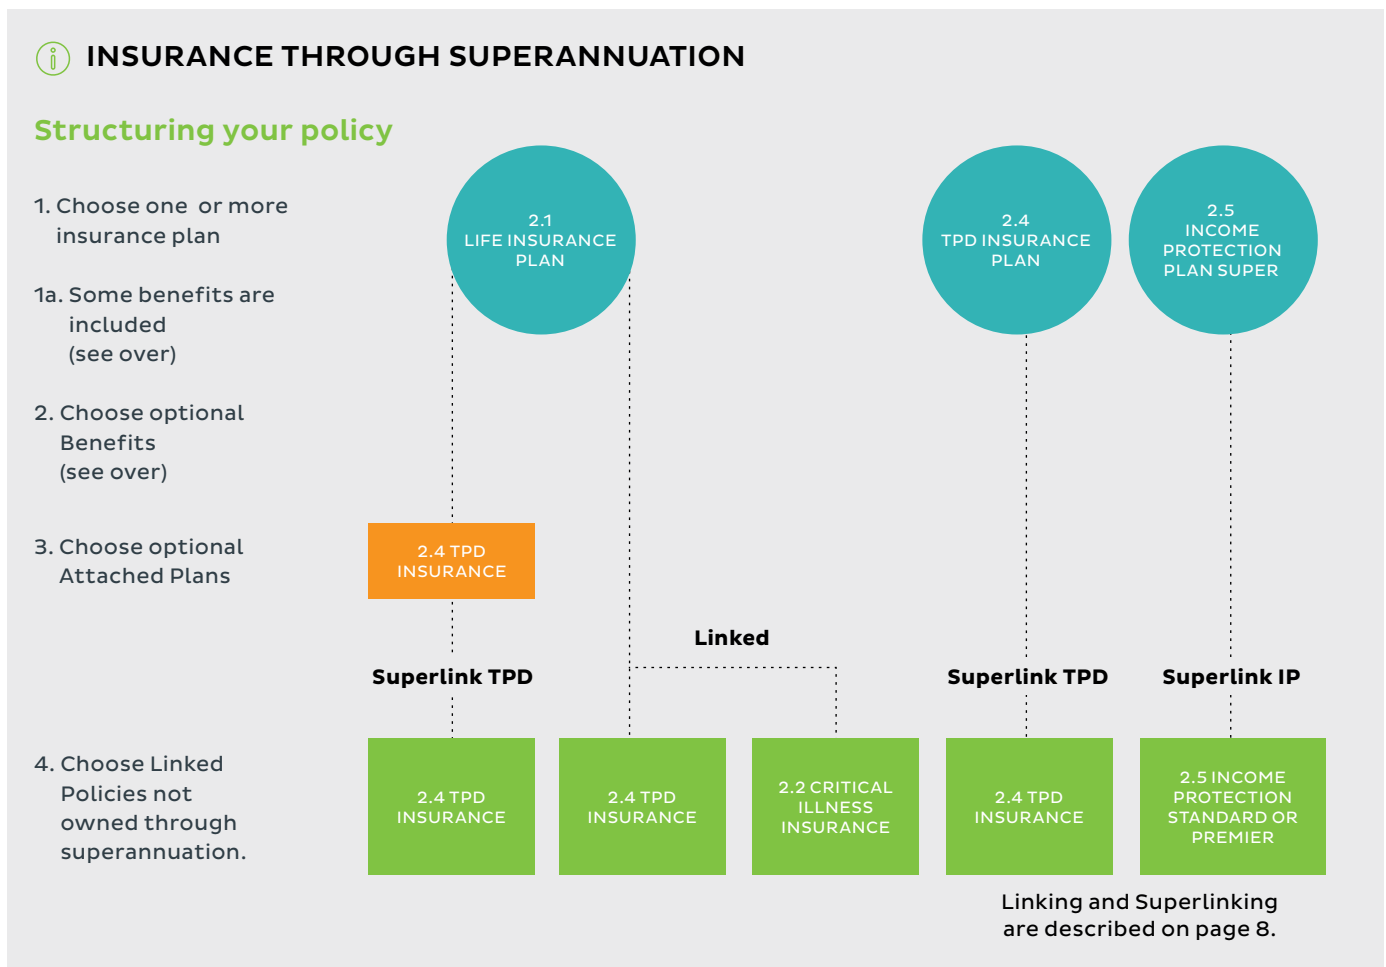 INSURANCE THROUGH SUPERANNUATION
Structuring your policy
1. Choose one or more
insurance plan
1a. Some benefits are
included
(see over)
2. Choose optional
Benefits
(see over)
3. Choose optional
Attached Plans
4. Choose Linked
Policies not
owned through
superannuation.
2.1
LIFE INSURANCE
PLAN
2.4
TPD INSURANCE
PLAN
2.5
INCOME
PROTECTION
PLAN SUPER
2.4 TPD
INSURANCE
Linked
Superlink TPD
Superlink TPD
Superlink IP
2.4 TPD
INSURANCE
2.4 TPD
INSURANCE
2.2 CRITICAL
ILLNESS
INSURANCE
2.4 TPD
INSURANCE
2.5 INCOME
PROTECTION
STANDARD OR
PREMIER
Linking and Superlinking
are described on page 8.